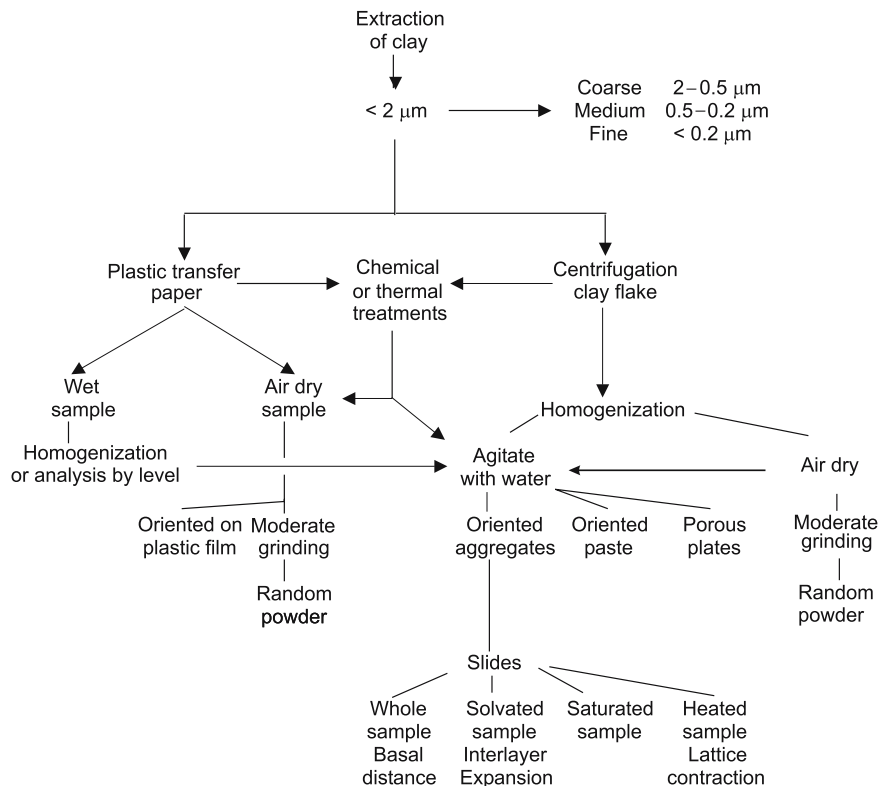 Extraction
of clay
< 2 μm
Coarse 2–0.5 μm
Medium 0.5–0.2 μm
Fine < 0.2 μm
Plastic transfer
paper
Chemical
or thermal
treatments
Centrifugation
clay flake
Wet
sample
Air dry
sample
Homogenization
Homogenization
or analysis by level
Agitate
with water
Air dry
Oriented on
plastic film
Moderate
grinding
Oriented
aggregates
Oriented
paste
Porous
plates
Moderate
grinding
Random
powder
Random
powder
Slides
Whole
sample
Basal
distance
Solvated
sample
Interlayer
Expansion
Saturated
sample
Heated
sample
Lattice
contraction